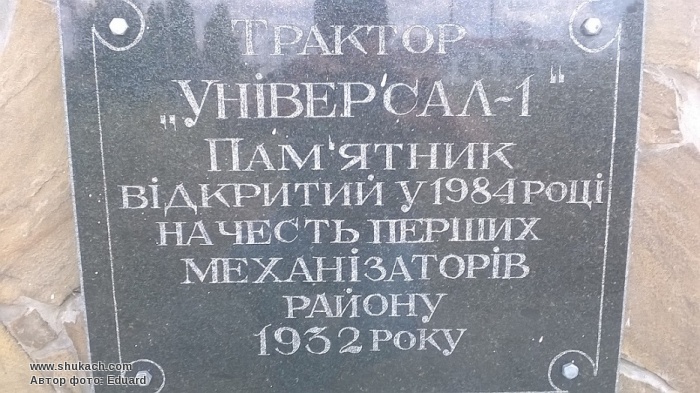 ТРАКТОР
„УНІВЕРСАЛ-1"
ПАМ'ЯТНИК
ВІДКРИТИЙ У 1984 РОЦІ
НА ЧЕСТЬ ПЕРШИХ
МЕХАНІЗАТОРІВ
РАЙОНУ
1932 РОКУ
www.shukach.com
Автор фото: Eduard